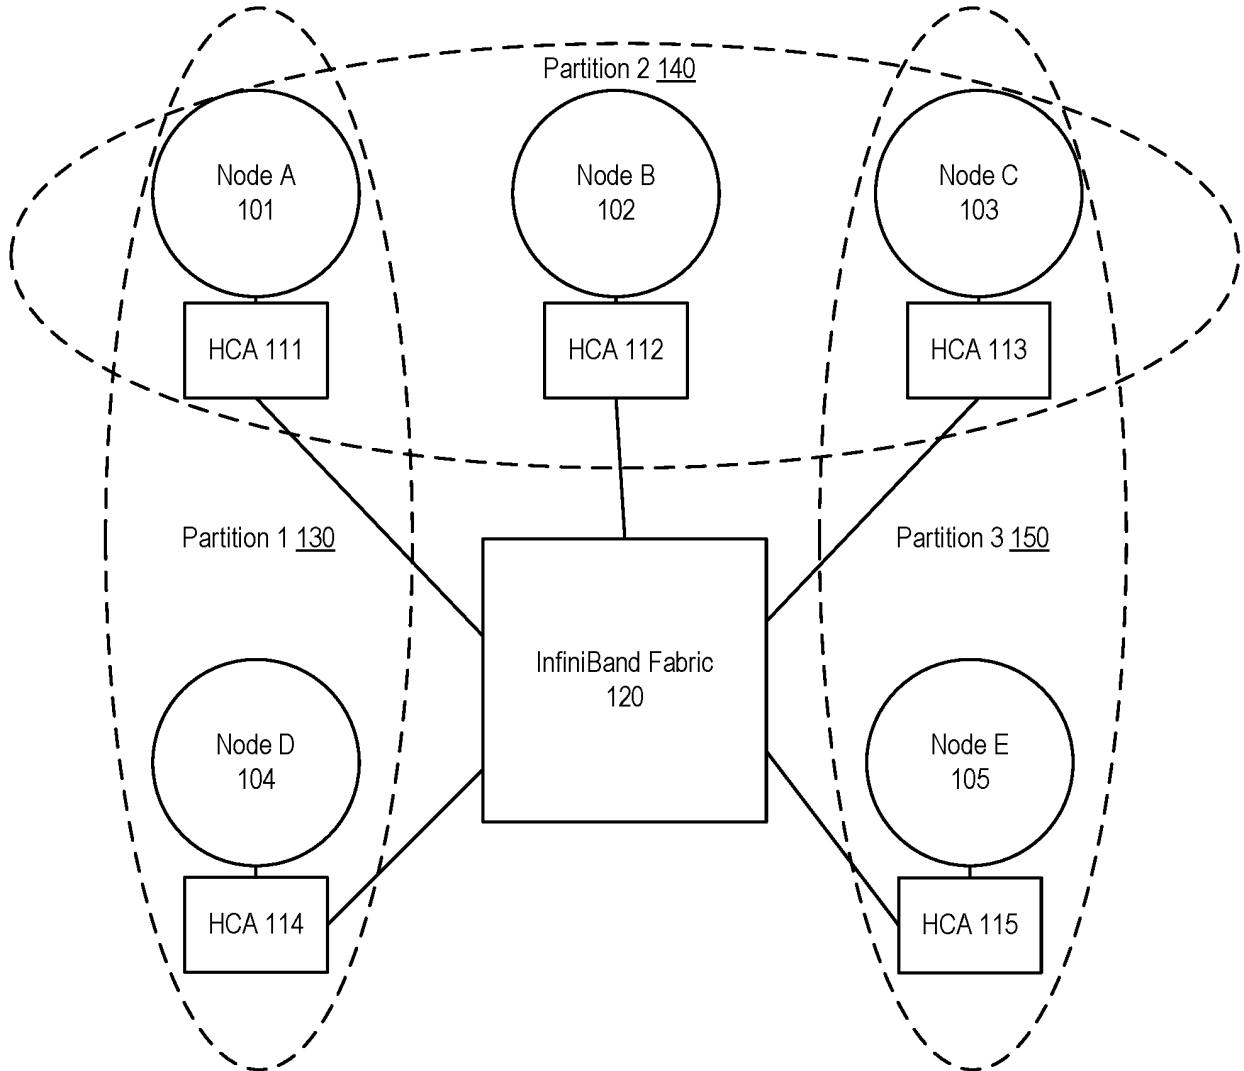 Partition 2 140
Node A
101
Node B
102
Node C
103
HCA 111
HCA 112
HCA 113
Partition 1 130
Partition 3 150
InfiniBand Fabric
120
Node D
104
Node E
105
HCA 114
HCA 115